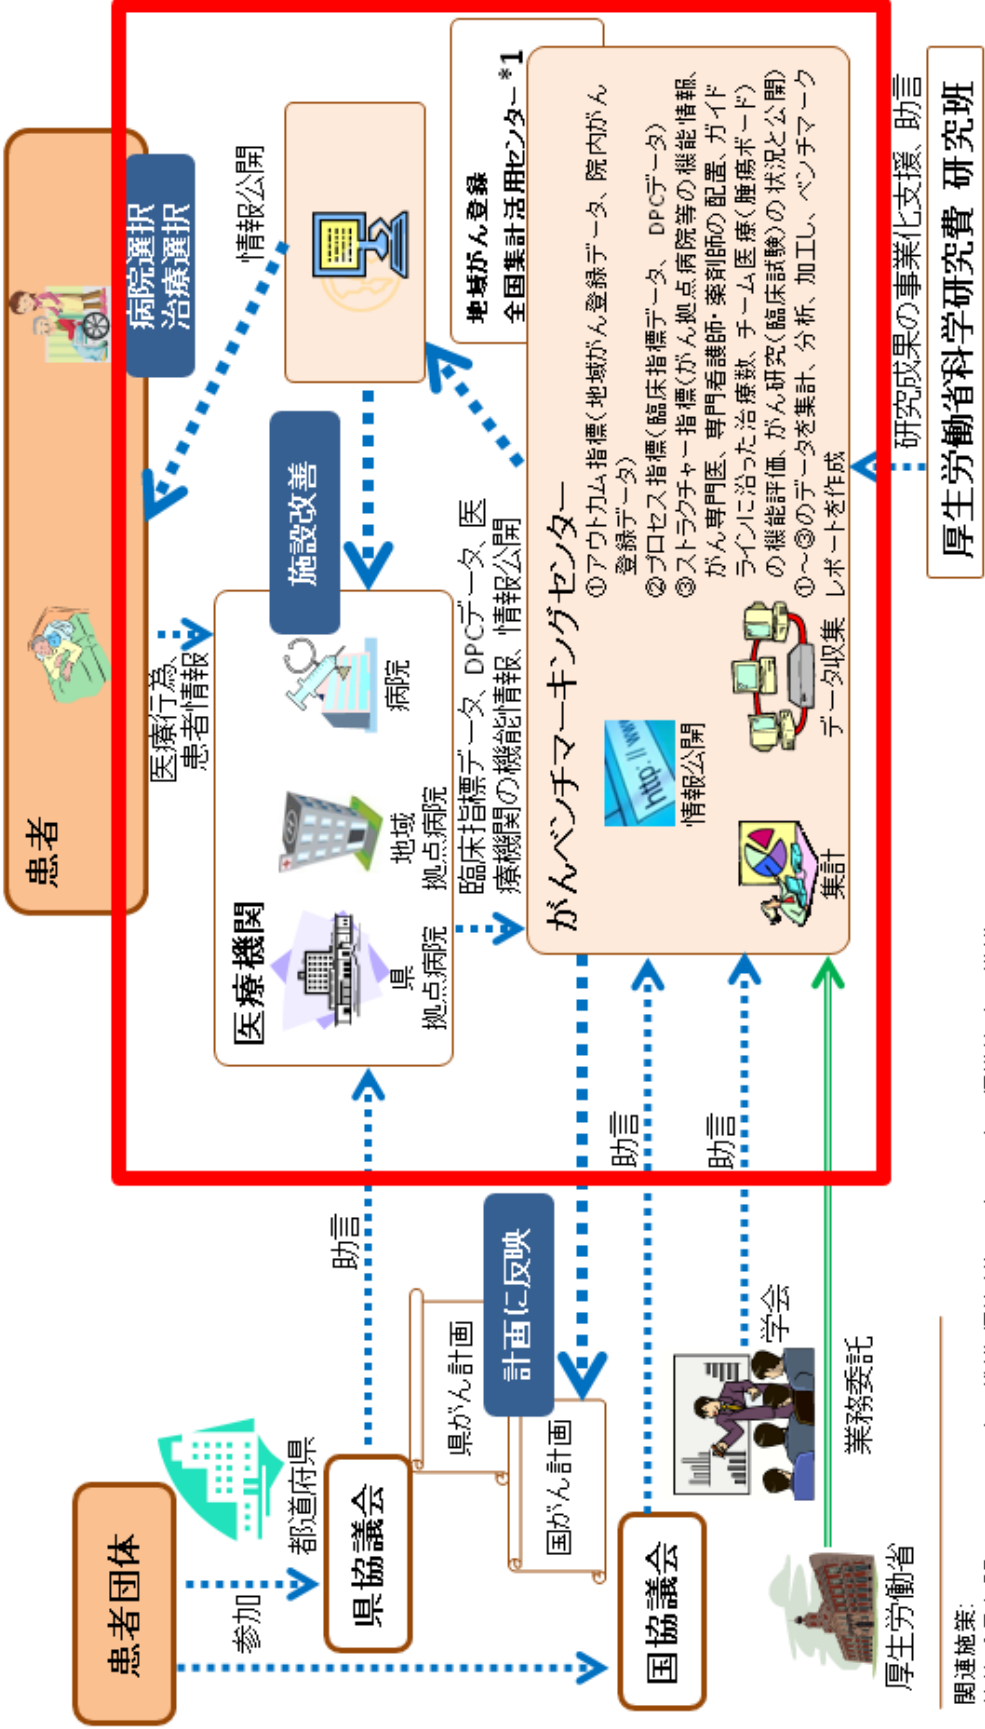 患者団体
参加
都道府県
県協議会
国協議会
県がん計画
国がん計画
計画に反映
学会
厚生労働省
業務委託
助言
助言
助言
患者
病院選択
治療選択
医療行為、
患者情報
情報公開
医療機関
県
拠点病院
地域
拠点病院
病院
施設改善
臨床指標データ、DPCデータ、医
療機関の機能情報、情報公開
地域がん登録
全国集計活用センター*1
がんベンチマーキングセンター
http://www
情報公開
集計
データ収集
①アウトカム指標(地域がん登録データ、院内がん
登録データ)
②プロセス指標(臨床指標データ、DPCデータ)
③ストラクチャー指標(がん拠点病院等の機能情報、
がん専門医、専門看護師・薬剤師の配置、ガイド
ラインに沿った治療数、チーム医療(腫瘍ボード)
の機能評価、がん研究(臨床試験)の状況と公開)
①～③のデータを集計、分析、加工し、ベンチマーク
レポートを作成
研究成果の事業化支援、助言
厚生労働省科学研究費 研究班
関連施策: